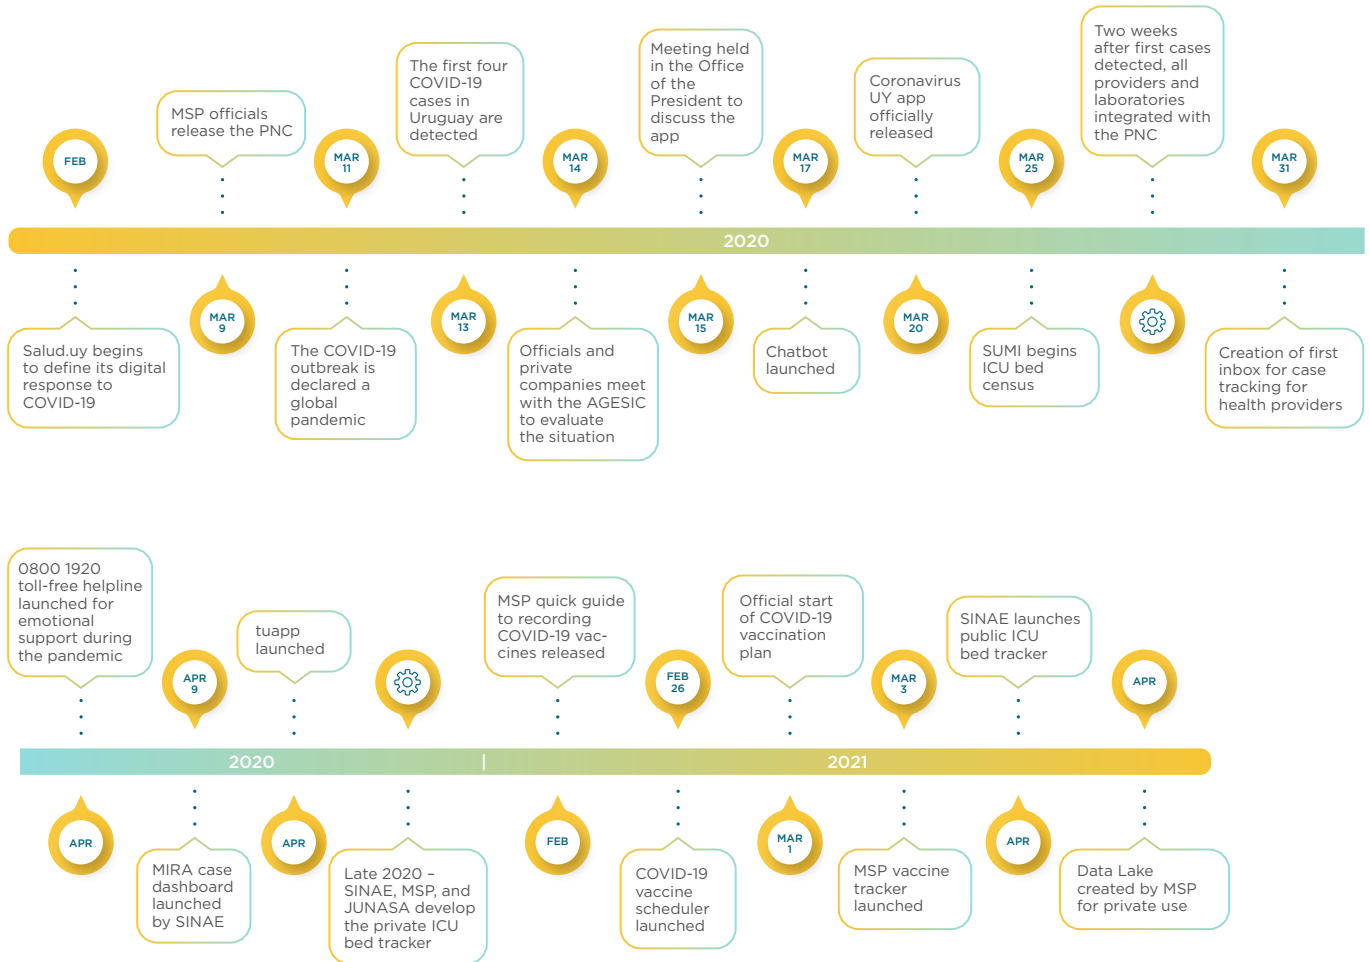 FEB
Salud.uy begins
to define its digital
response to
COVID-19
MSP officials
release the PNC
MAR
9
MAR
11
The COVID-19
outbreak is
declared a
global
pandemic
The first four
COVID-19
cases in
Uruguay are
detected
MAR
13
MAR
14
Officials and
private
companies meet
with the AGESIC
to evaluate
the situation
Meeting held
in the Office
of the
President to
discuss the
app
MAR
15
MAR
17
Chatbot
launched
Coronavirus
UY app
officially
released
MAR
20
MAR
25
SUMI begins
ICU bed
census
Two weeks
after first cases
detected, all
providers and
laboratories
integrated with
the PNC
MAR
31
Creation of first
inbox for case
tracking for
health providers
2020
0800 1920
toll-free helpline
launched for
emotional
support during
the pandemic
APR
APR
9
MIRA case
dashboard
launched
by SINAE
tuapp
launched
APR
Late 2020 –
SINAE, MSP, and
JUNASA develop
the private ICU
bed tracker
MSP quick guide
to recording
COVID-19 vac-
cines released
FEB
FEB
26
COVID-19
vaccine
scheduler
launched
Official start
of COVID-19
vaccination
plan
MAR
1
MAR
3
MSP vaccine
tracker
launched
SINAE launches
public ICU
bed tracker
APR
APR
Data Lake
created by MSP
for private use
2020
|
2021